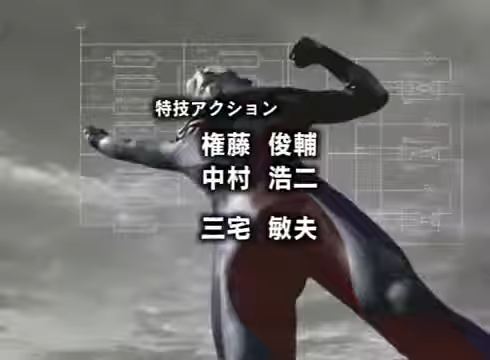 特技アクション
権藤 俊輔
中村 浩二
三宅 敏夫